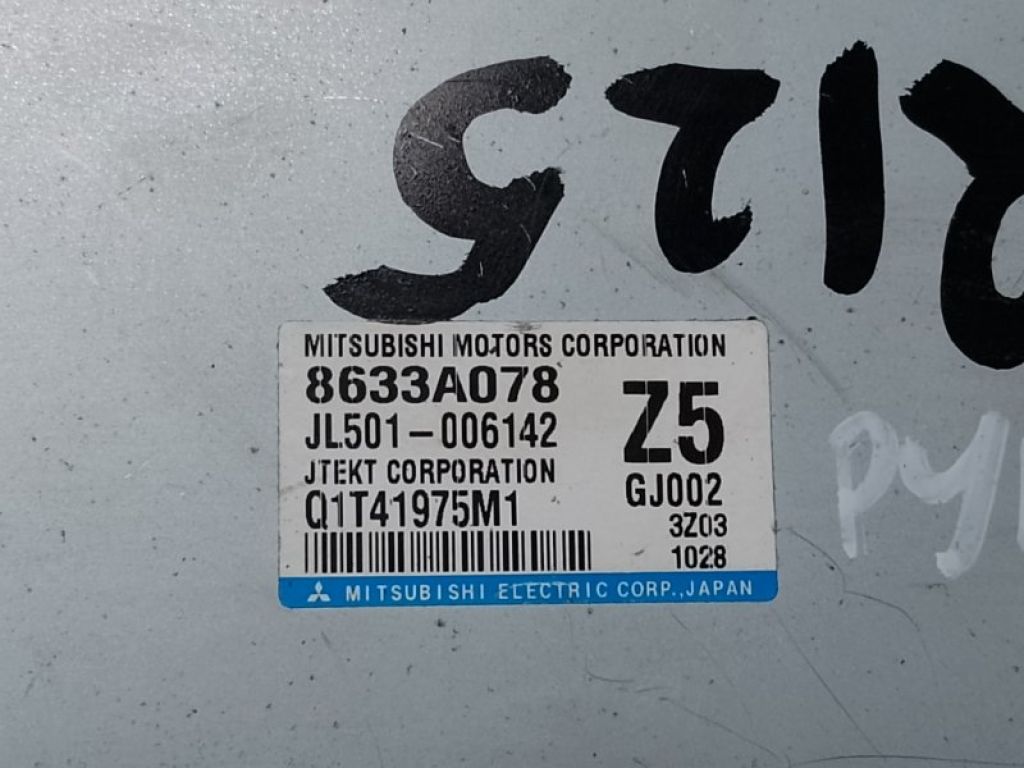 MITSUBISHI MOTORS CORPORATION
8633A078
JL501-006142
Z5
JTEKT CORPORATION
Q1T41975M1
GJ002
3Z03
1028
MITSUBISHI ELECTRIC CORP., JAPAN